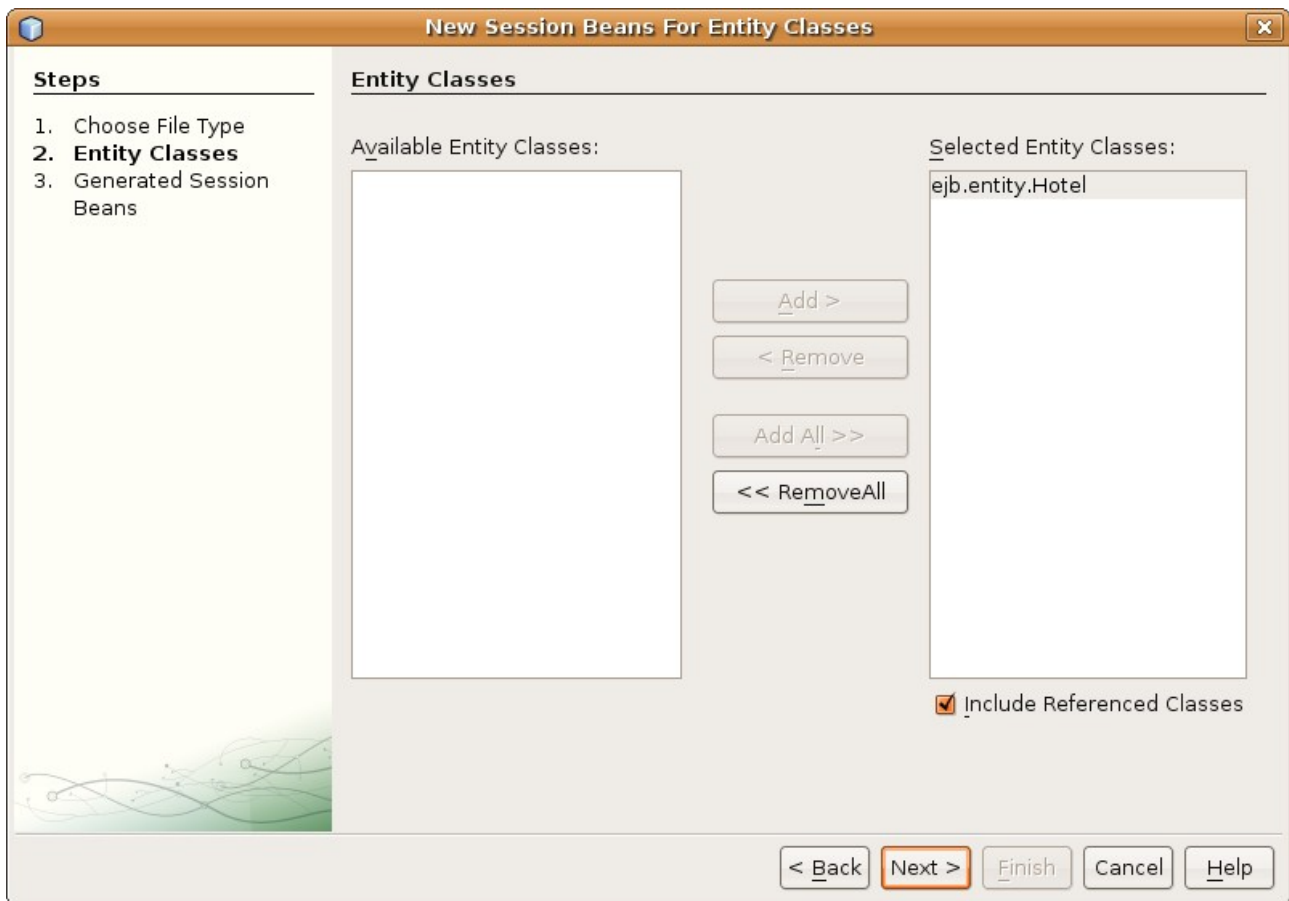 New Session Beans For Entity Classes
Steps
1. Choose File Type
2. Entity Classes
3. Generated Session
Beans
Entity Classes
Available Entity Classes:
Add >
< Remove
Add All >>
<< RemoveAll
Selected Entity Classes:
ejb.entity.Hotel
Include Referenced Classes
< Back
Next >
Finish
Cancel
Help